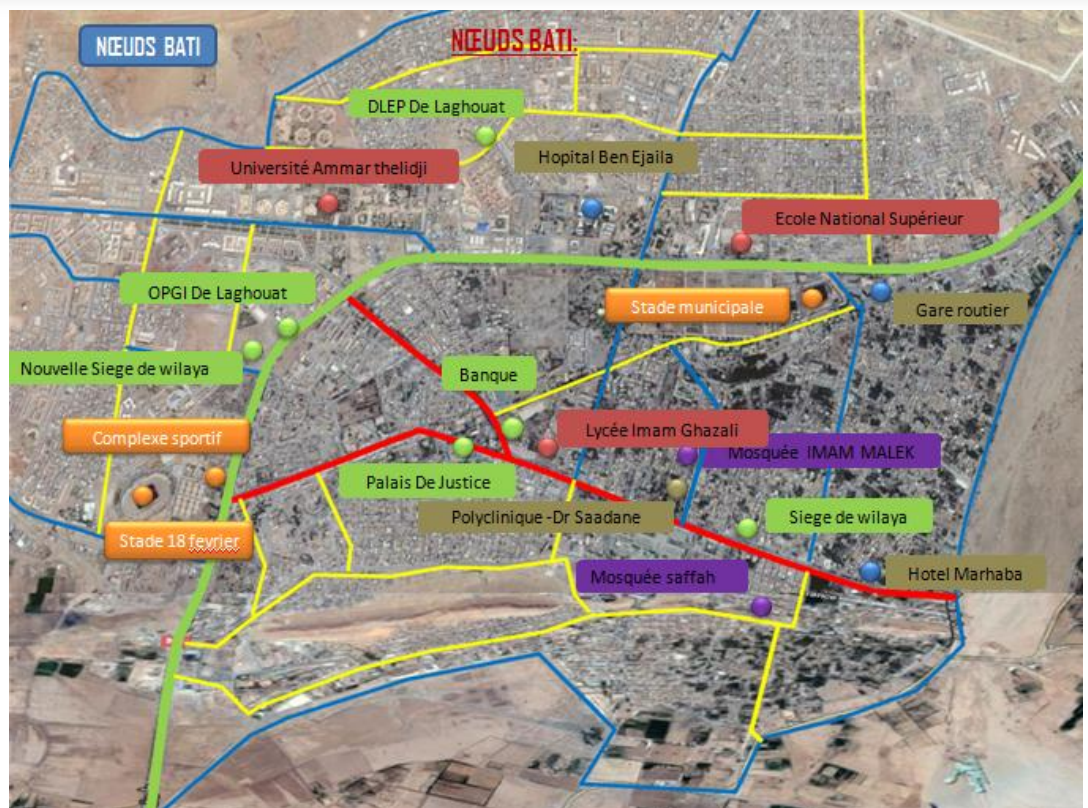 NŒUDS BATI
NŒUDS BATI:
DLEP De Laghouat
Hopital Ben Ejaila
Université Ammar thelidji
Ecole National Supérieur
OPGI De Laghouat
Stade municipale
Gare routier
Nouvelle Siege de wilaya
Banque
Complexe sportif
Lycée Imam Ghazali
Mosquée IMAM MALEK
Palais De Justice
Polyclinique -Dr Saadane
Siege de wilaya
Stade 18 fevrier
Mosquée saffah
Hotel Marhaba